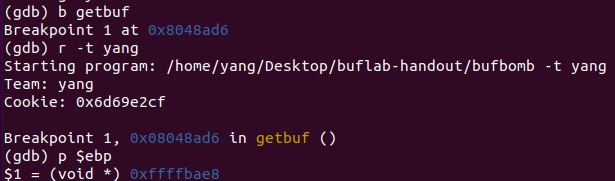 (gdb) b getbuf
Breakpoint 1 at 0x8048ad6
(gdb) r -t yang
Starting program: /home/yang/Desktop/buflab-handout/bufbomb -t yang
Team: yang
Cookie: 0x6d69e2cf
Breakpoint 1, 0x08048ad6 in getbuf ()
(gdb) p $ebp
$1 = (void *) 0xffffbae8